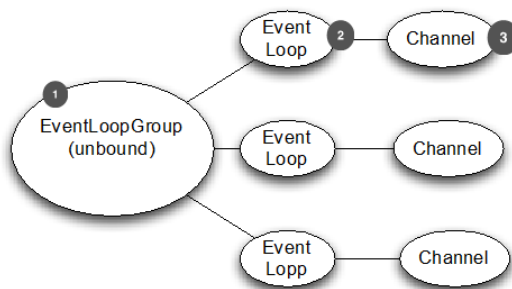 1
EventLoopGroup
(unbound)
Event
Loop
2
Channel
3
Event
Loop
Channel
Event
Lopp
Channel